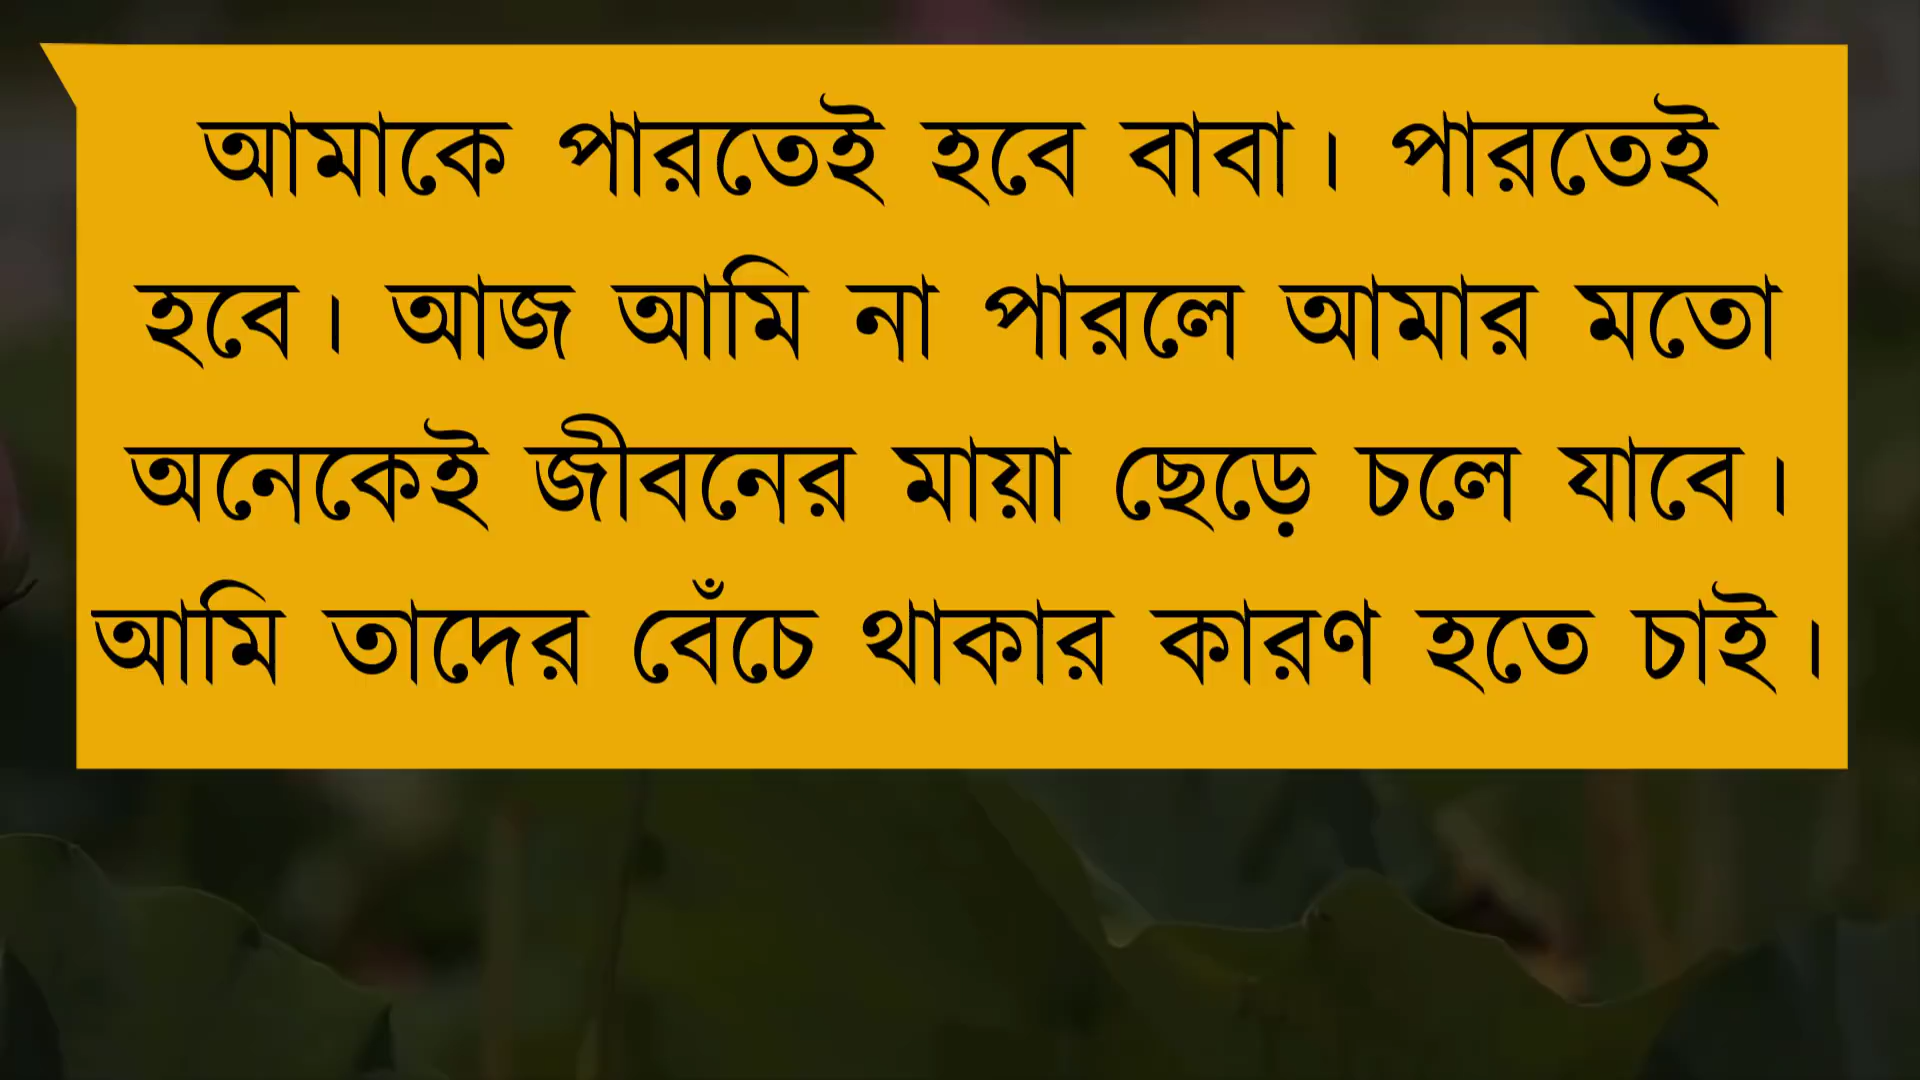 আমাকে পারতেই হবে বাবা। পারতেই
হবে। আজ আমি না পারলে আমার মতো
অনেকেই জীবনের মায়া ছেড়ে চলে যাবে।
আমি তাদের বেঁচে থাকার কারণ হতে চাই।